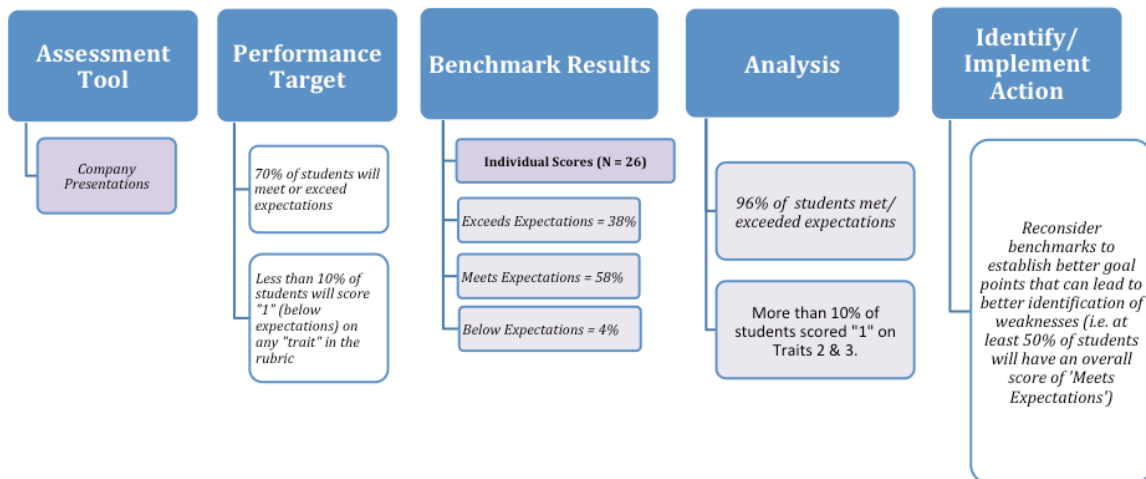 Assessment
Tool
Company
Presentations
Performance
Target
70% of students will
meet or exceed
expectations
Less than 10% of
students will score
"1" (below
expectations) on
any "trait" in the
rubric
Benchmark Results
Individual Scores (N = 26)
Exceeds Expectations = 38%
Meets Expectations = 58%
Below Expectations = 4%
Analysis
96% of students met/
exceeded expectations
More than 10% of
students scored "1" on
Traits 2 & 3.
Identify/
Implement
Action
Reconsider
benchmarks to
establish better goal
points that can lead to
better identification of
weaknesses (i.e. at
least 50% of students
will have an overall
score of 'Meets
Expectations')